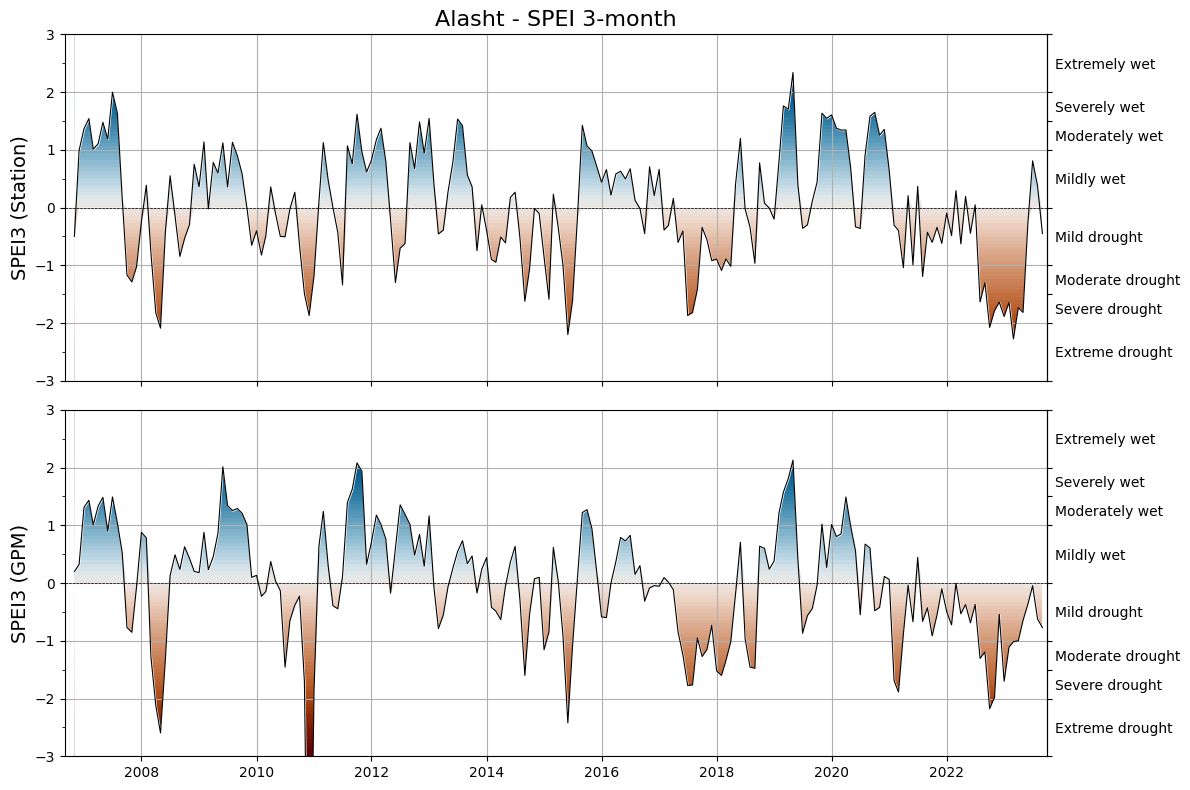 Alasht - SPEI 3-month
SPEI3 (Station)
3
2
1
0
−1
−2
−3
Extremely wet
Severely wet
Moderately wet
Mildly wet
Mild drought
Moderate drought
Severe drought
Extreme drought
SPEI3 (GPM)
3
2
1
0
−1
−2
−3
Extremely wet
Severely wet
Moderately wet
Mildly wet
Mild drought
Moderate drought
Severe drought
Extreme drought
2008 2010 2012 2014 2016 2018 2020 2022